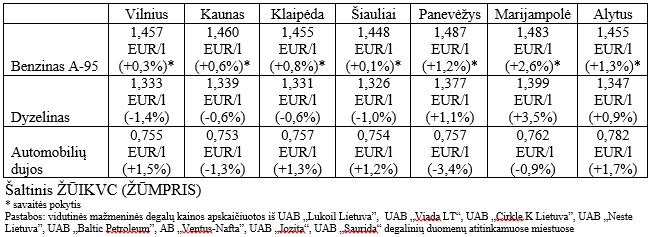 Vilnius Kaunas Klaipėda Šiauliai Panevėžys Marijampolė Alytus
1,457 1,460 1,455 1,448 1,487 1,483 1,455
EUR/l EUR/l EUR/l EUR/l EUR/l EUR/l EUR/l
Benzinas A-95 (+0,3%)* (+0,6%)* (+0,8%)* (+0,1%)* (+1,2%)* (+2,6%)* (+1,3%)*
1,333 1,339 1,331 1,326 1,377 1,399 1,347
EUR/l EUR/l EUR/l EUR/l EUR/l EUR/l EUR/l
Dyzelinas (-1,4%) (-0,6%) (-0,6%) (-1,0%) (+1,1%) (+3,5%) (+0,9%)
0,755 0,753 0,757 0,754 0,757 0,762 0,782
Automobilių EUR/l EUR/l EUR/l EUR/l EUR/l EUR/l EUR/l
dujos (+1,5%) (-1,3%) (+1,3%) (+1,2%) (-3,4%) (-0,9%) (+1,7%)
Šaltinis ŽŪIKVC (ŽŪMPRIS)
* savaitės pokytis
Pastabos: vidutinės mažmeninės degalų kainos apskaičiuotos iš UAB „Lukoil Lietuva”, UAB „Viada LT“, UAB „Cirkle K Lietuva”, UAB „Neste
Lietuva”, UAB „Baltic Petroleum”, AB „Ventus-Nafta”, UAB „Jozita”, UAB „Saurida” degalinių duomenų atitinkamuose miestuose